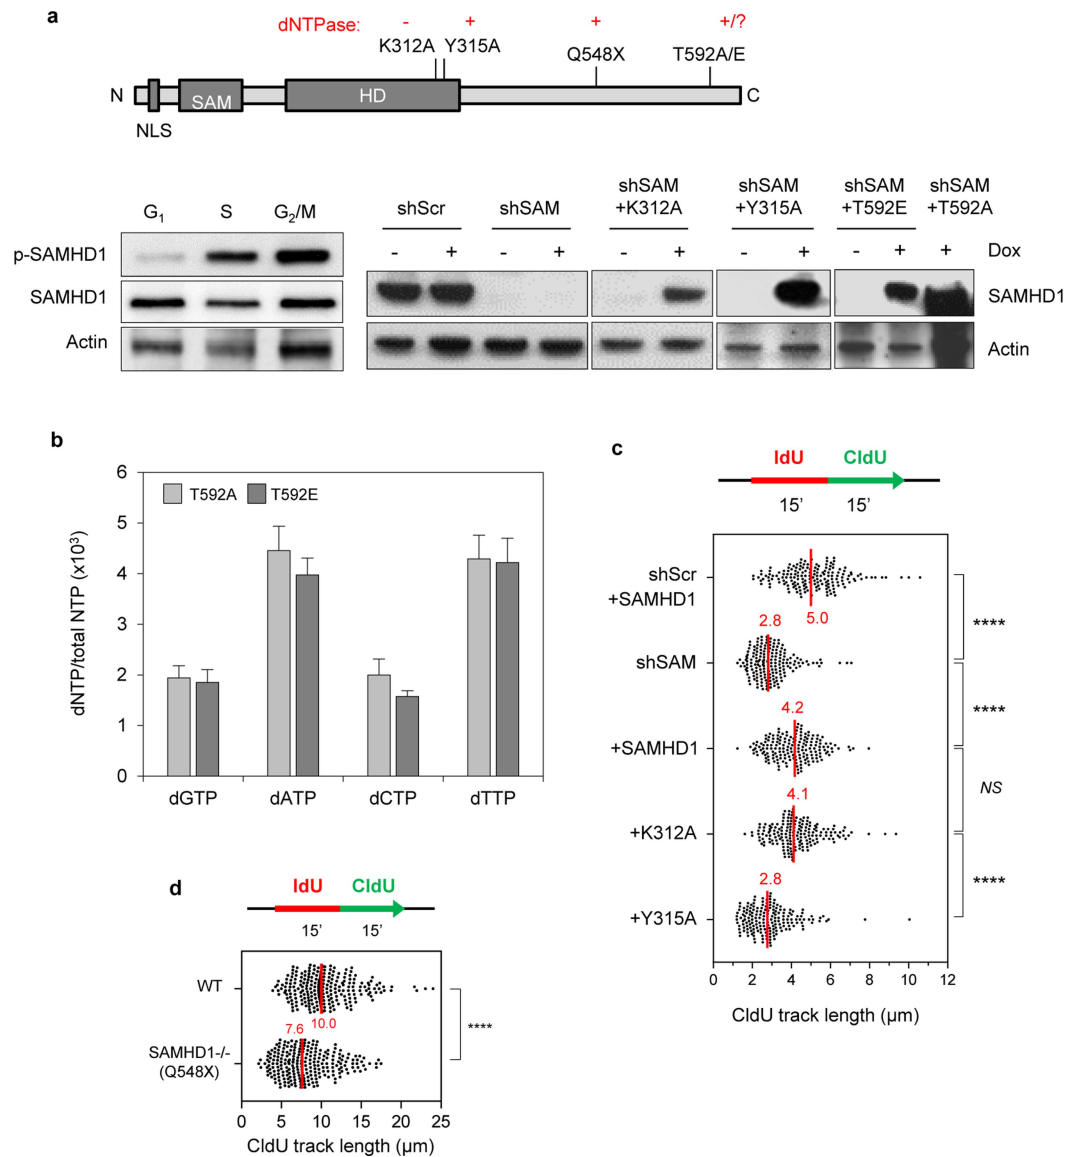 a
dNTPase: - + + +/?
K312A Y315A Q548X T592A/E
N SAM HD C
NLS
G1 S G2/M
p-SAMHD1
SAMHD1
Actin
shScr shSAM shSAM +K312A shSAM +Y315A shSAM +T592E shSAM +T592A
- + - + - + - + - + + Dox
SAMHD1
Actin
b
dNTP/total NTP (x10³)
6
5
4
3
2
1
0
T592A T592E
dGTP dATP dCTP dTTP
c
IdU CldU
15' 15'
shScr
+SAMHD1
5.0
****
2.8
shSAM
****
4.2
+SAMHD1
NS
4.1
+K312A
****
2.8
+Y315A
0 2 4 6 8 10 12
CldU track length (µm)
d
IdU CldU
15' 15'
WT
10.0
****
7.6
SAMHD1-/-
(Q548X)
0 5 10 15 20 25
CldU track length (µm)